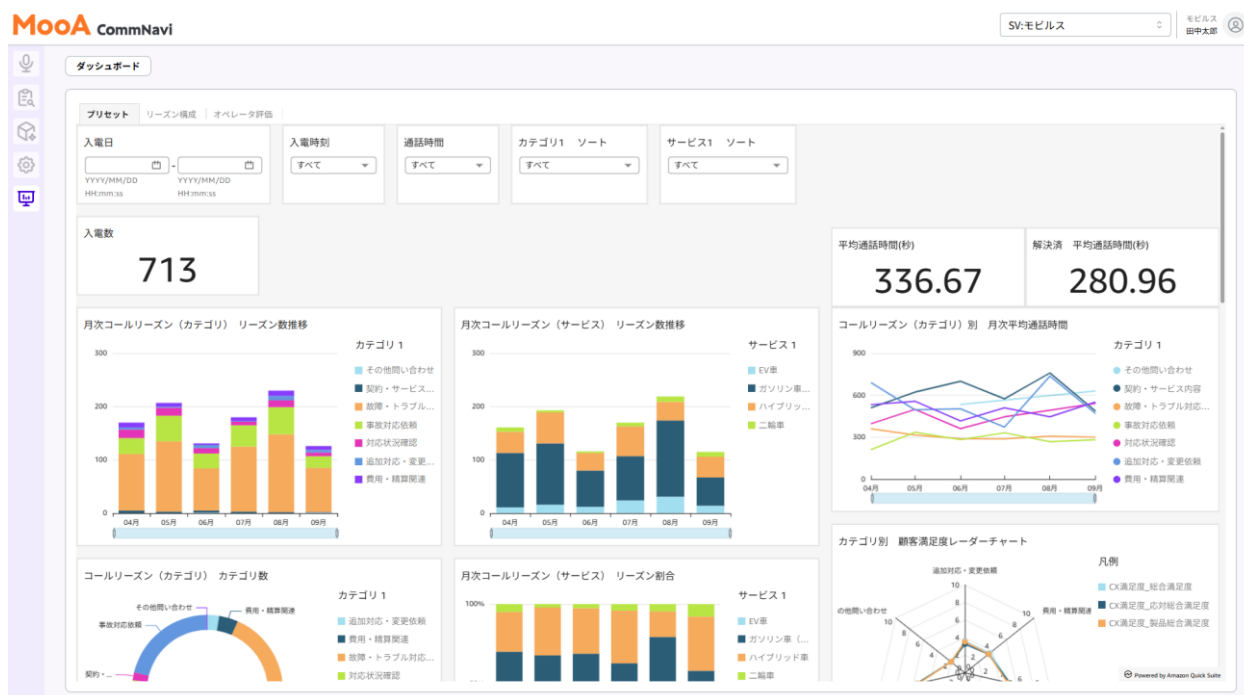 MooA CommNavi
SV:モビルス
モビルス
田中太郎
ダッシュボード
プリセット
リーズン構成
オペレータ評価
入電日
-
YYYY/MM/DD
HH:mm:ss
YYYY/MM/DD
HH:mm:ss
入電時刻
すべて
通話時間
すべて
カテゴリ1 ソート
すべて
サービス1 ソート
すべて
入電数
713
平均通話時間(秒)
336.67
解決済 平均通話時間(秒)
280.96
月次コールリーズン（カテゴリ） リーズン数推移
300
200
100
0
04月 05月 06月 07月 08月 09月
カテゴリ 1
その他問い合わせ
契約・サービス...
故障・トラブル...
事故対応依頼
対応状況確認
追加対応・変更...
費用・精算関連
月次コールリーズン（サービス） リーズン数推移
300
200
100
0
04月 05月 06月 07月 08月 09月
サービス 1
EV車
ガソリン車...
ハイブリッ...
二輪車
コールリーズン（カテゴリ）別 月次平均通話時間
900
600
300
0
04月 05月 06月 07月 08月 09月
カテゴリ 1
その他問い合わせ
契約・サービス内容
故障・トラブル対応...
事故対応依頼
対応状況確認
追加対応・変更依頼
費用・精算関連
コールリーズン（カテゴリ） カテゴリ数
その他問い合わせ
費用・精算関連
事故対応依頼
契約・...
カテゴリ 1
追加対応・変更依頼
費用・精算関連
故障・トラブル対応...
対応状況確認
月次コールリーズン（サービス） リーズン割合
100%
サービス 1
EV車
ガソリン車（...
ハイブリッド車
二輪車
カテゴリ別 顧客満足度レーダーチャート
追加対応・変更依頼
の他問い合わせ
費用・精算関連
10
8
6
4
2
10
8
6
4
10
8
6
4
2
凡例
CX満足度_総合満足度
CX満足度_応対総合満足度
CX満足度_製品総合満足度
Powered by Amazon Quick Suite